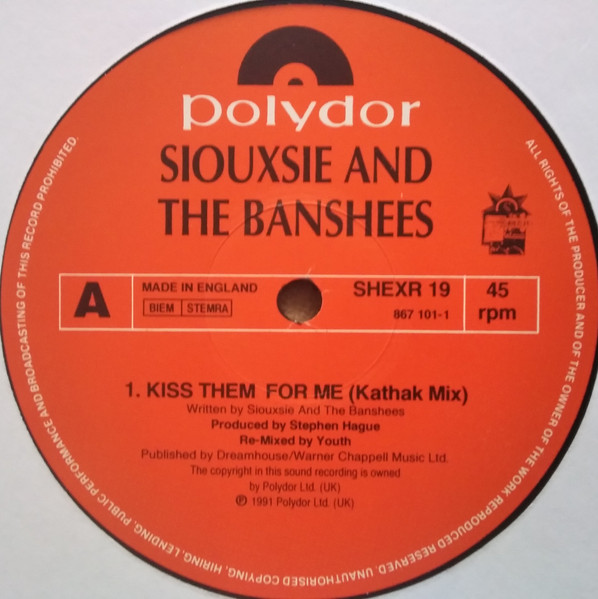 polydor
SIOUXSIE AND
THE BANSHEES
A
MADE IN ENGLAND
BIEM STEMRA
SHEXR 19
867 101-1
45
rpm
1. KISS THEM FOR ME (Kathak Mix)
Written by Siouxsie And The Banshees
Produced by Stephen Hague
Re-Mixed by Youth
Published by Dreamhouse/Warner Chappell Music Ltd.
The copyright in this sound recording is owned
by Polydor Ltd. (UK)
℗ 1991 Polydor Ltd. (UK)
ALL RIGHTS OF THE PRODUCER AND OF THE OWNER OF THE WORK REPRODUCED RESERVED. UNAUTHORISED COPYING, HIRING, LENDING, PUBLIC PERFORMANCE AND BROADCASTING OF THIS RECORD PROHIBITED.